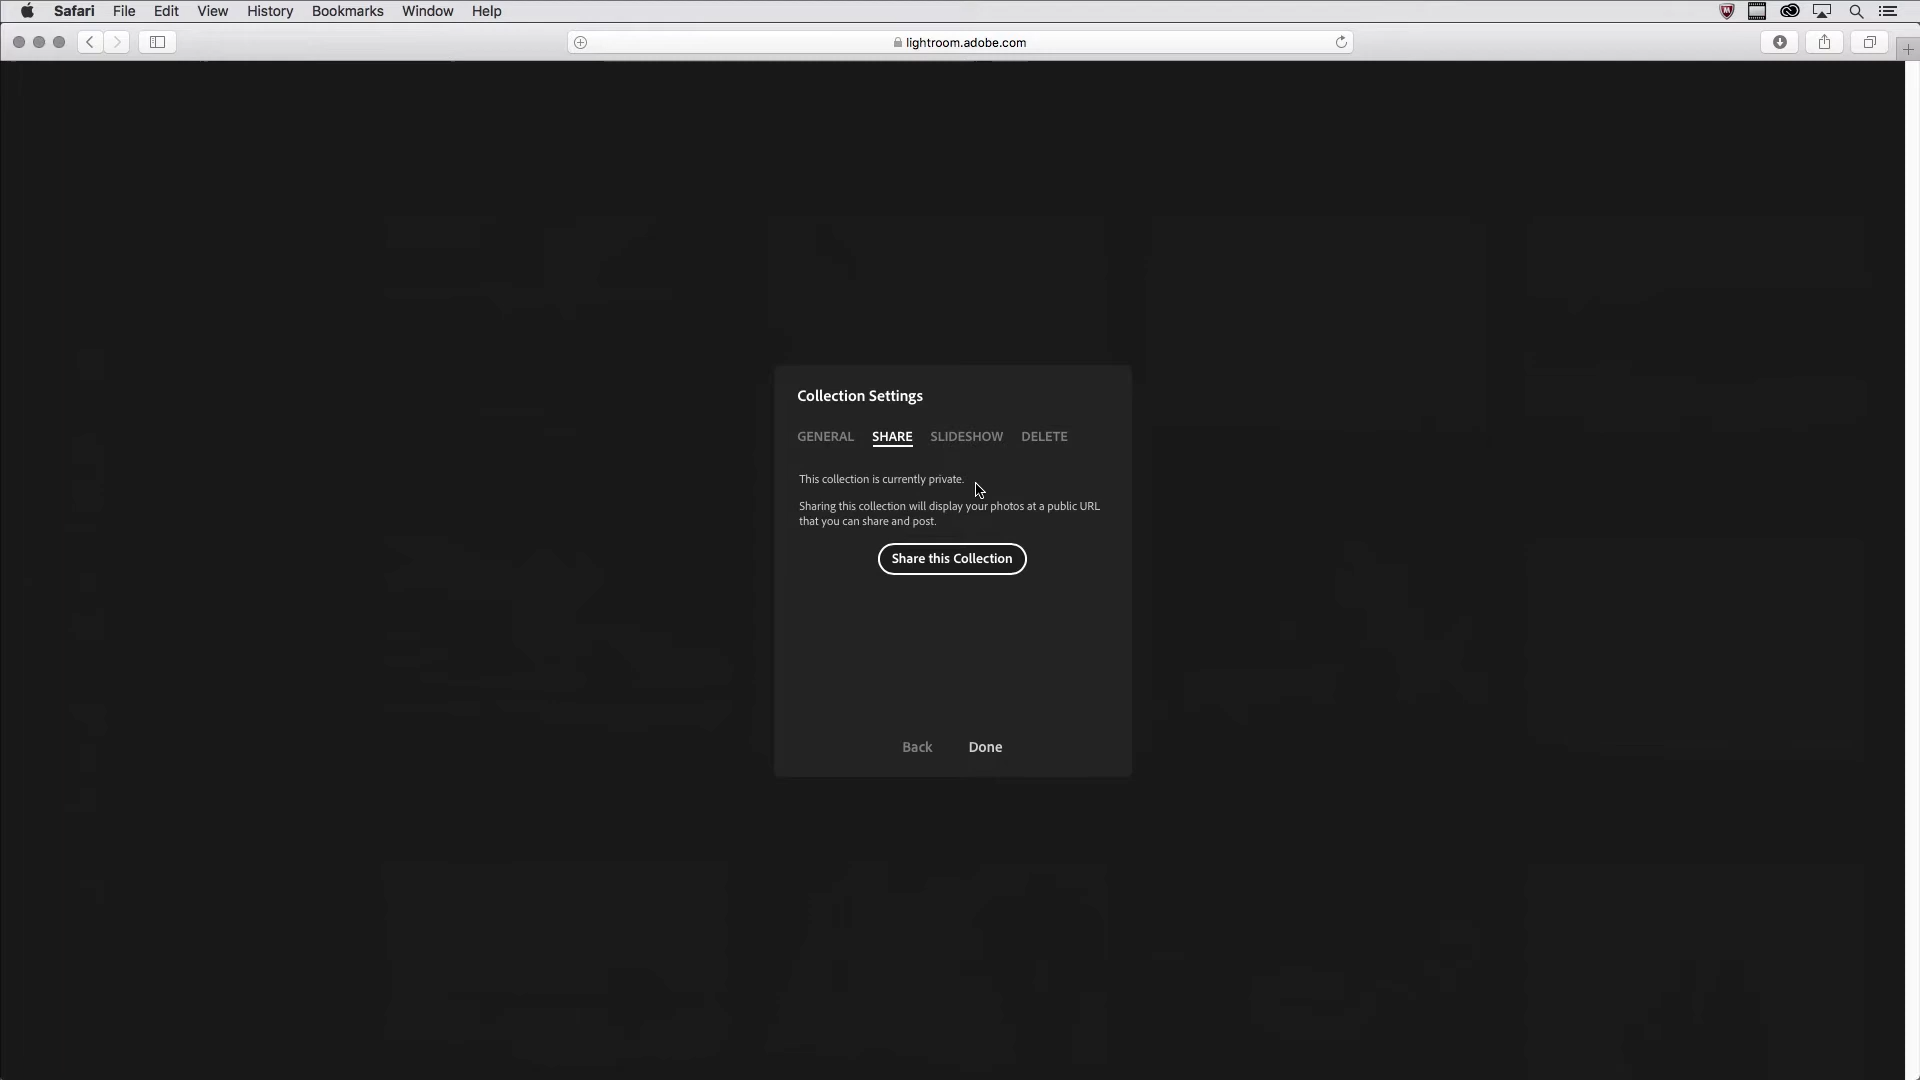 Safari File Edit View History Bookmarks Window Help
lightroom.adobe.com
Collection Settings
GENERAL SHARE SLIDESHOW DELETE
This collection is currently private.
Sharing this collection will display your photos at a public URL
that you can share and post.
Share this Collection
Back Done